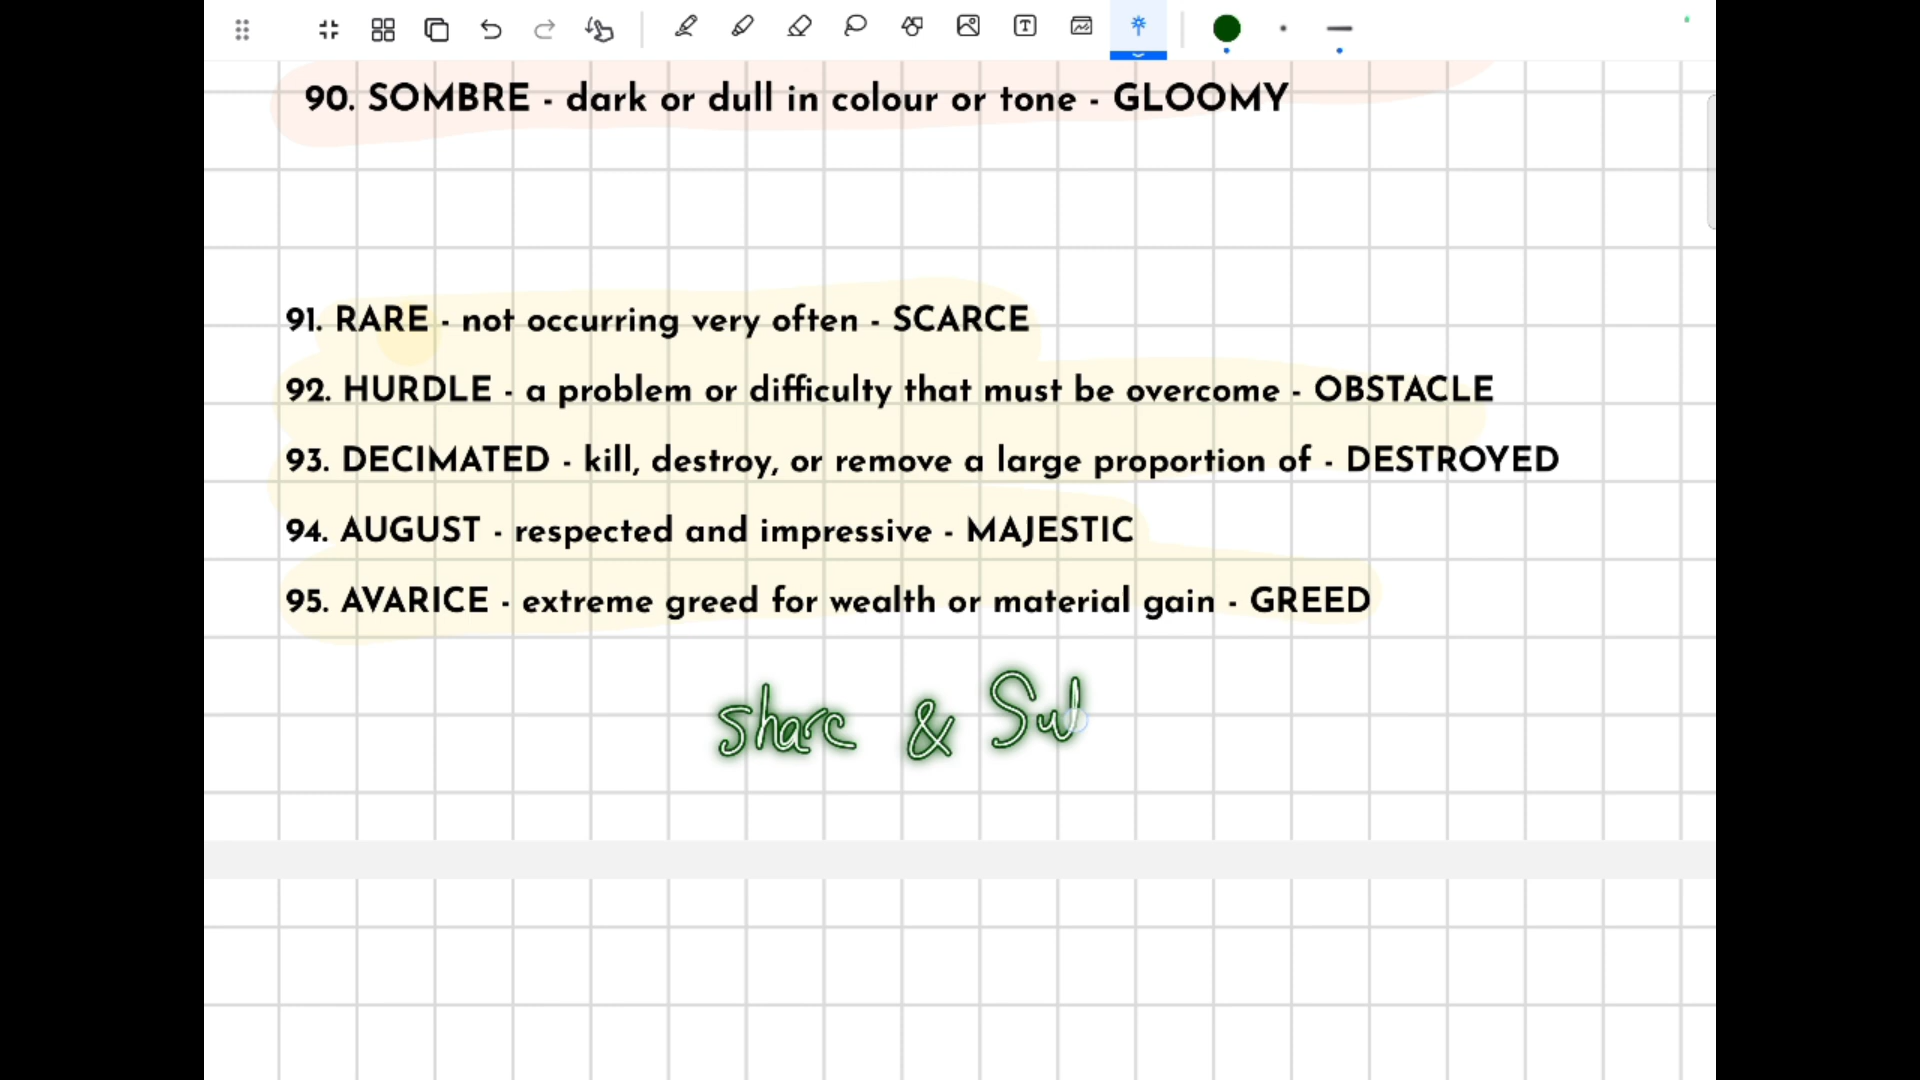 90. SOMBRE - dark or dull in colour or tone - GLOOMY
91. RARE - not occurring very often - SCARCE
92. HURDLE - a problem or difficulty that must be overcome - OBSTACLE
93. DECIMATED - kill, destroy, or remove a large proportion of - DESTROYED
94. AUGUST - respected and impressive - MAJESTIC
95. AVARICE - extreme greed for wealth or material gain - GREED
share & Sub